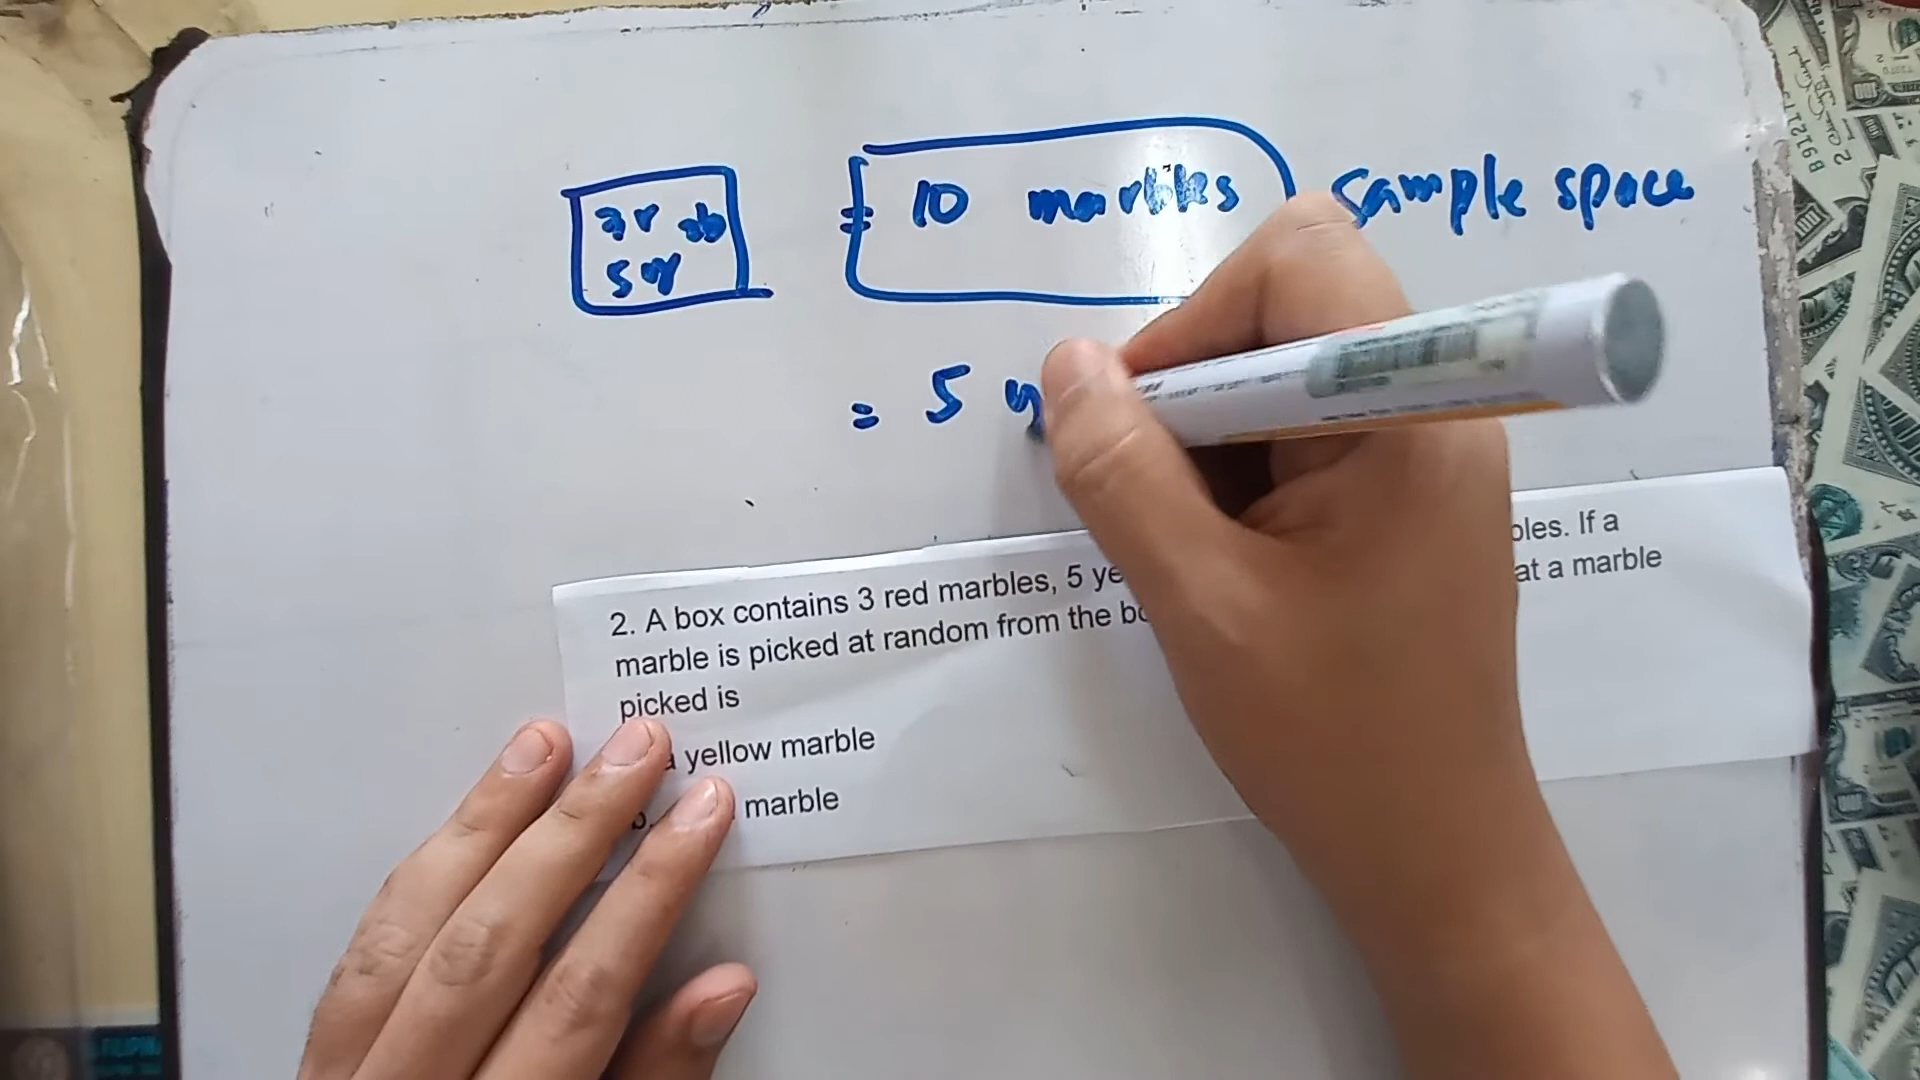 3r 2b
5y
= 10 marbles sample space
= 5 y
2. A box contains 3 red marbles, 5 ye bles. If a
marble is picked at random from the bo at a marble
picked is
a yellow marble
b. marble